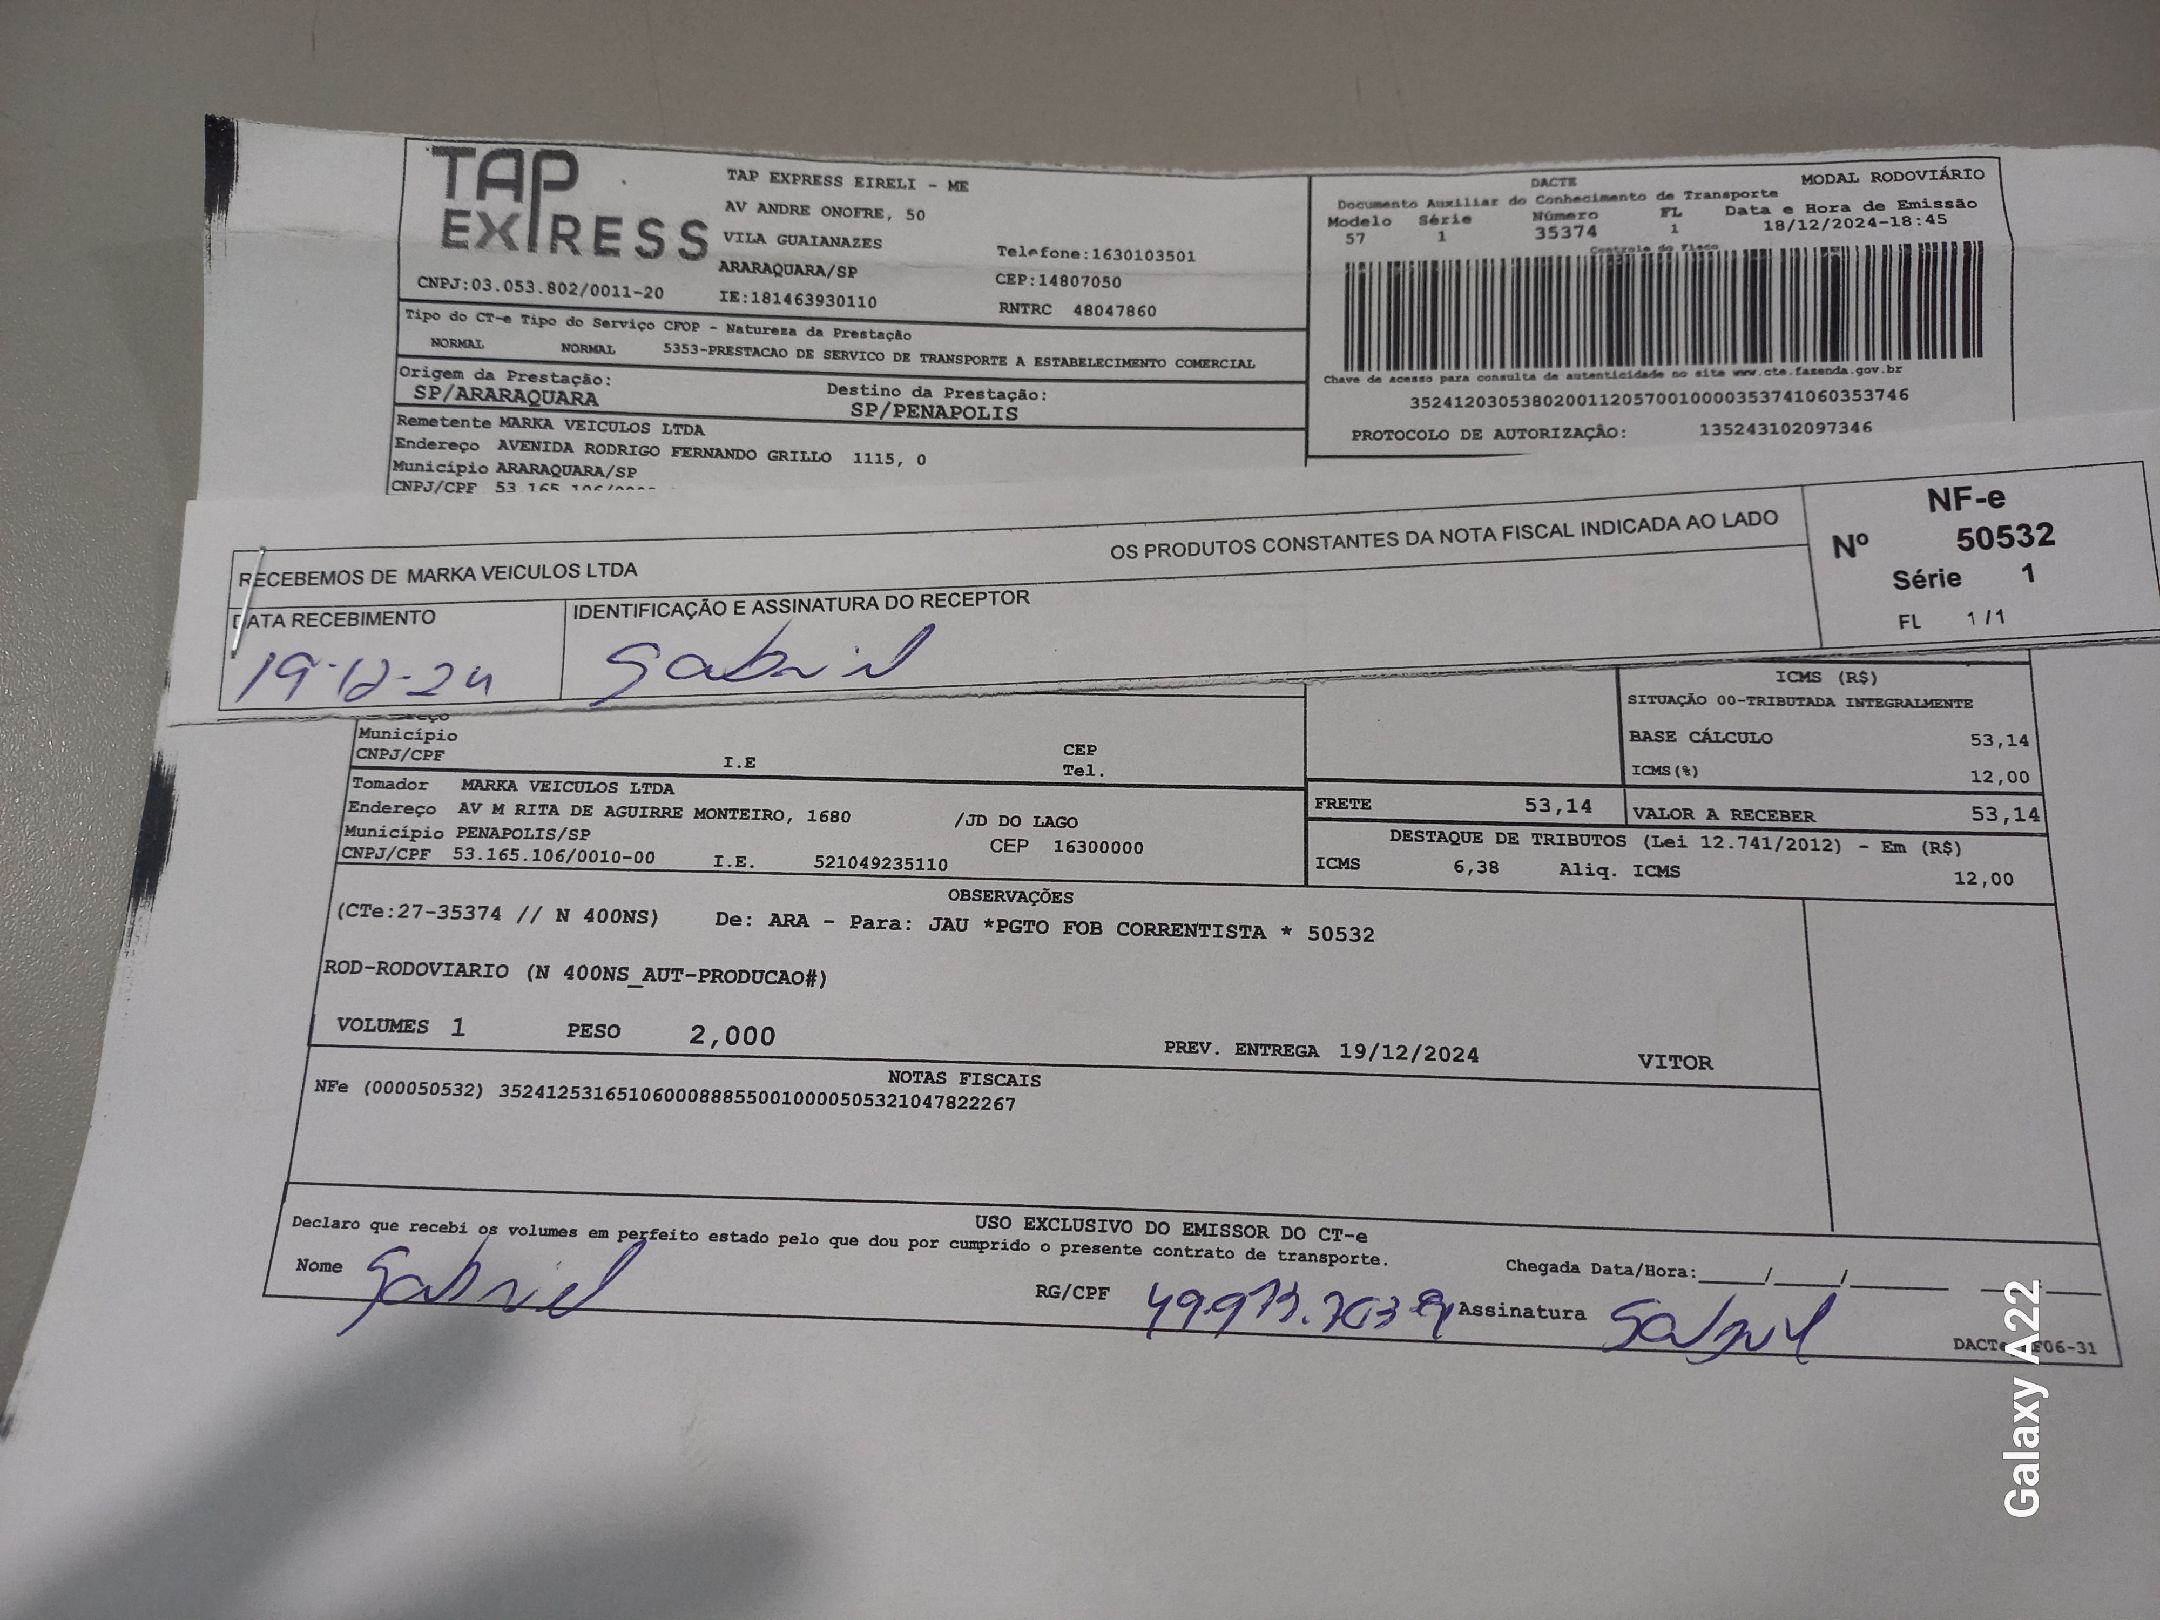 TAP EXPRESS
TAP EXPRESS EIRELI - ME
AV ANDRE ONOFRE, 50
VILA GUAIANAZES
ARARAQUARA/SP
IE:181463930110
Telefone:1630103501
CEP:14807050
RNTRC 48047860
CNPJ:03.053.802/0011-20
DACTE
MODAL RODOVIÁRIO
Documento Auxiliar do Conhecimento de Transporte
Modelo Série Número FL Data e Hora de Emissão
57 1 35374 1 18/12/2024-18:45
Controle do Fisco
Chave de acesso para consulta de autenticidade no site www.cte.fazenda.gov.br
35241203053802001120570010000353741060353746
PROTOCOLO DE AUTORIZAÇÃO: 135243102097346
Tipo do CT-e Tipo do Serviço CFOP - Natureza da Prestação
NORMAL NORMAL 5353-PRESTACAO DE SERVICO DE TRANSPORTE A ESTABELECIMENTO COMERCIAL
Origem da Prestação: Destino da Prestação:
SP/ARARAQUARA SP/PENAPOLIS
Remetente MARKA VEICULOS LTDA
Endereço AVENIDA RODRIGO FERNANDO GRILLO 1115, 0
Município ARARAQUARA/SP
CNPJ/CPF 53.165.106/
RECEBEMOS DE MARKA VEICULOS LTDA OS PRODUTOS CONSTANTES DA NOTA FISCAL INDICADA AO LADO
DATA RECEBIMENTO IDENTIFICAÇÃO E ASSINATURA DO RECEPTOR
19-12-24 Gabriel
NF-e
Nº 50532
Série 1
FL 1/1
Município CEP
CNPJ/CPF I.E Tel.
Tomador MARKA VEICULOS LTDA
Endereço AV M RITA DE AGUIRRE MONTEIRO, 1680 /JD DO LAGO
Município PENAPOLIS/SP CEP 16300000
CNPJ/CPF 53.165.106/0010-00 I.E. 521049235110
ICMS (R$)
SITUAÇÃO 00-TRIBUTADA INTEGRALMENTE
BASE CÁLCULO 53,14
ICMS(%) 12,00
FRETE 53,14 VALOR A RECEBER 53,14
DESTAQUE DE TRIBUTOS (Lei 12.741/2012) - Em (R$)
ICMS 6,38 Aliq. ICMS 12,00
OBSERVAÇÕES
(CTe:27-35374 // N 400NS) De: ARA - Para: JAU *PGTO FOB CORRENTISTA * 50532
ROD-RODOVIARIO (N 400NS_AUT-PRODUCAO#)
VOLUMES 1 PESO 2,000 PREV. ENTREGA 19/12/2024 VITOR
NOTAS FISCAIS
NFe (000050532) 35241253165106000888550010000505321047822267
USO EXCLUSIVO DO EMISSOR DO CT-e
Declaro que recebi os volumes em perfeito estado pelo que dou por cumprido o presente contrato de transporte.
Chegada Data/Hora:____/____/____
Nome Gabriel RG/CPF Assinatura Gabriel
06-31
Galaxy A22